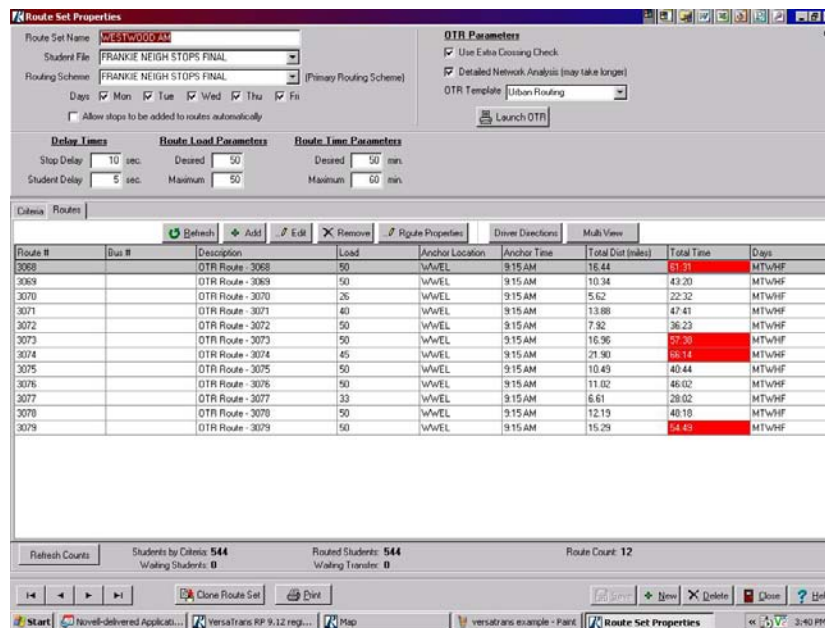 Route Set Properties
Route Set Name WESTWOOD AM
Student File FRANKIE NEIGH STOPS FINAL
Routing Scheme FRANKIE NEIGH STOPS FINAL (Primary Routing Scheme)
Days Mon Tue Wed Thu Fri
Allow stops to be added to routes automatically
OTR Parameters
Use Extra Crossing Check
Detailed Network Analysis (may take longer)
OTR Template Urban Routing
Launch OTR
Delay Times Route Load Parameters Route Time Parameters
Stop Delay 10 sec. Desired 50 Desired 50 min.
Student Delay 5 sec. Maximum 50 Maximum 60 min.
Criteria Routes
Refresh Add Edit Remove Route Properties Driver Directions Multi View
Route # Bus # Description Load Anchor Location Anchor Time Total Dist (miles) Total Time Days
3068 OTR Route - 3068 50 WWEL 9:15 AM 16.44 61:31 MTWHF
3069 OTR Route - 3069 50 WWEL 9:15 AM 10.34 43:20 MTWHF
3070 OTR Route - 3070 26 WWEL 9:15 AM 5.62 22:32 MTWHF
3071 OTR Route - 3071 40 WWEL 9:15 AM 13.88 47:41 MTWHF
3072 OTR Route - 3072 50 WWEL 9:15 AM 7.92 36:23 MTWHF
3073 OTR Route - 3073 50 WWEL 9:15 AM 16.96 57:38 MTWHF
3074 OTR Route - 3074 45 WWEL 9:15 AM 21.90 66:14 MTWHF
3075 OTR Route - 3075 50 WWEL 9:15 AM 10.49 40:44 MTWHF
3076 OTR Route - 3076 50 WWEL 9:15 AM 11.02 46:02 MTWHF
3077 OTR Route - 3077 33 WWEL 9:15 AM 6.61 28:02 MTWHF
3078 OTR Route - 3078 50 WWEL 9:15 AM 12.19 48:18 MTWHF
3079 OTR Route - 3079 50 WWEL 9:15 AM 15.29 54:49 MTWHF
Refresh Counts
Students by Criteria: 544 Routed Students: 544 Route Count: 12
Waiting Students: 0 Waiting Transfer: 0
Clone Route Set Print Save New Delete Close Hel
Start Novell-delivered Applicati... VersaTrans RP 9.12 regi... Map versatrans example - Paint Route Set Properties 3:40 PM